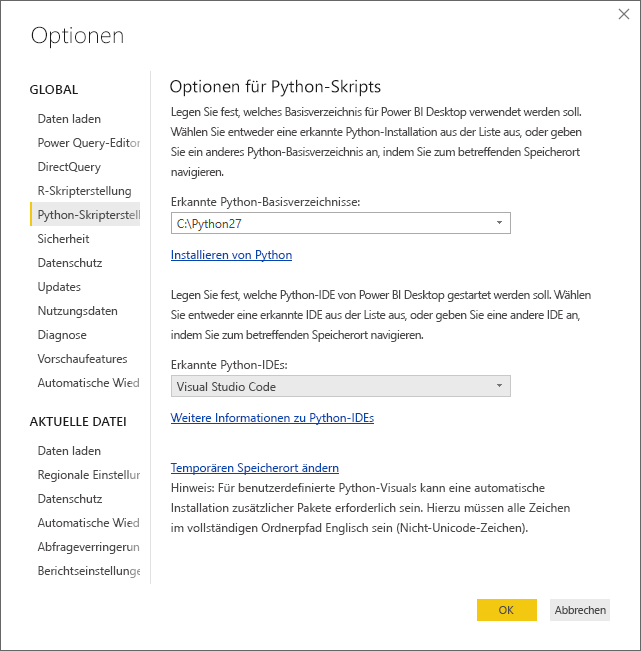 Optionen
GLOBAL
Daten laden
Power Query-Editor
DirectQuery
R-Skripterstellung
Python-Skripterstell
Sicherheit
Datenschutz
Updates
Nutzungsdaten
Diagnose
Vorschaufeatures
Automatische Wied
AKTUELLE DATEI
Daten laden
Regionale Einstellur
Datenschutz
Automatische Wied
Abfrageverringerun
Berichtseinstellunge
Optionen für Python-Skripts
Legen Sie fest, welches Basisverzeichnis für Power BI Desktop verwendet werden soll.
Wählen Sie entweder eine erkannte Python-Installation aus der Liste aus, oder geben
Sie ein anderes Python-Basisverzeichnis an, indem Sie zum betreffenden Speicherort
navigieren.
Erkannte Python-Basisverzeichnisse:
C:\Python27
Installieren von Python
Legen Sie fest, welche Python-IDE von Power BI Desktop gestartet werden soll. Wählen
Sie entweder eine erkannte IDE aus der Liste aus, oder geben Sie eine andere IDE an,
indem Sie zum betreffenden Speicherort navigieren.
Erkannte Python-IDEs:
Visual Studio Code
Weitere Informationen zu Python-IDEs
Temporären Speicherort ändern
Hinweis: Für benutzerdefinierte Python-Visuals kann eine automatische
Installation zusätzlicher Pakete erforderlich sein. Hierzu müssen alle Zeichen
im vollständigen Ordnerpfad Englisch sein (Nicht-Unicode-Zeichen).
OK
Abbrechen